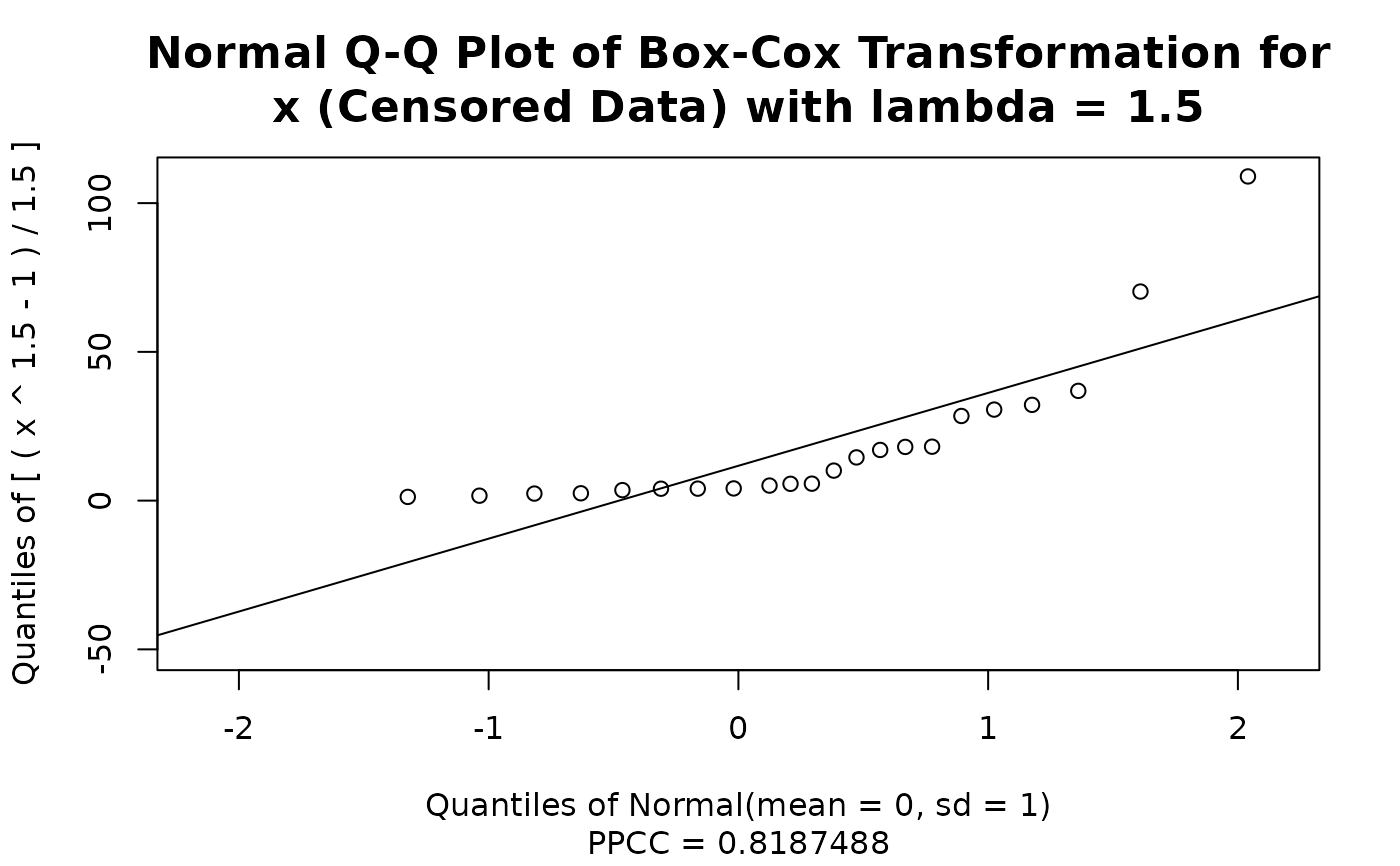 Normal Q-Q Plot of Box-Cox Transformation for
x (Censored Data) with lambda = 1.5
Quantiles of [ ( x ^ 1.5 - 1 ) / 1.5 ]
100
50
0
-50
-2
-1
0
1
2
Quantiles of Normal(mean = 0, sd = 1)
PPCC = 0.8187488